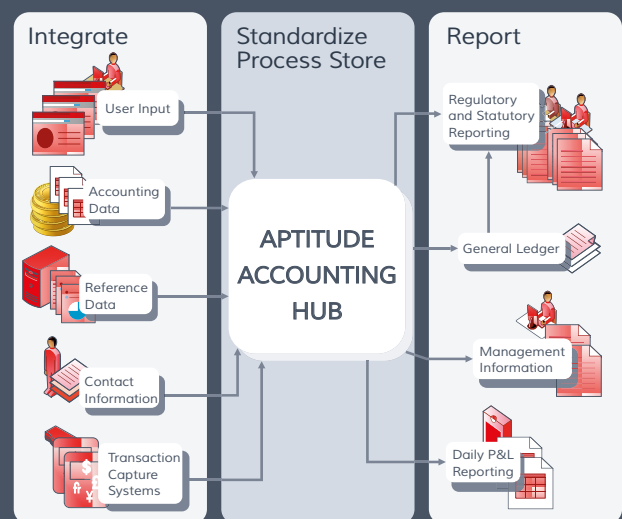 Integrate
User Input
Accounting
Data
Reference
Data
Contact
Information
Transaction
Capture
Systems
$
¥
Standardize
Process Store
APTITUDE
ACCOUNTING
HUB
Report
Regulatory
and Statutory
Reporting
General Ledger
Management
Information
Daily P&L
Reporting